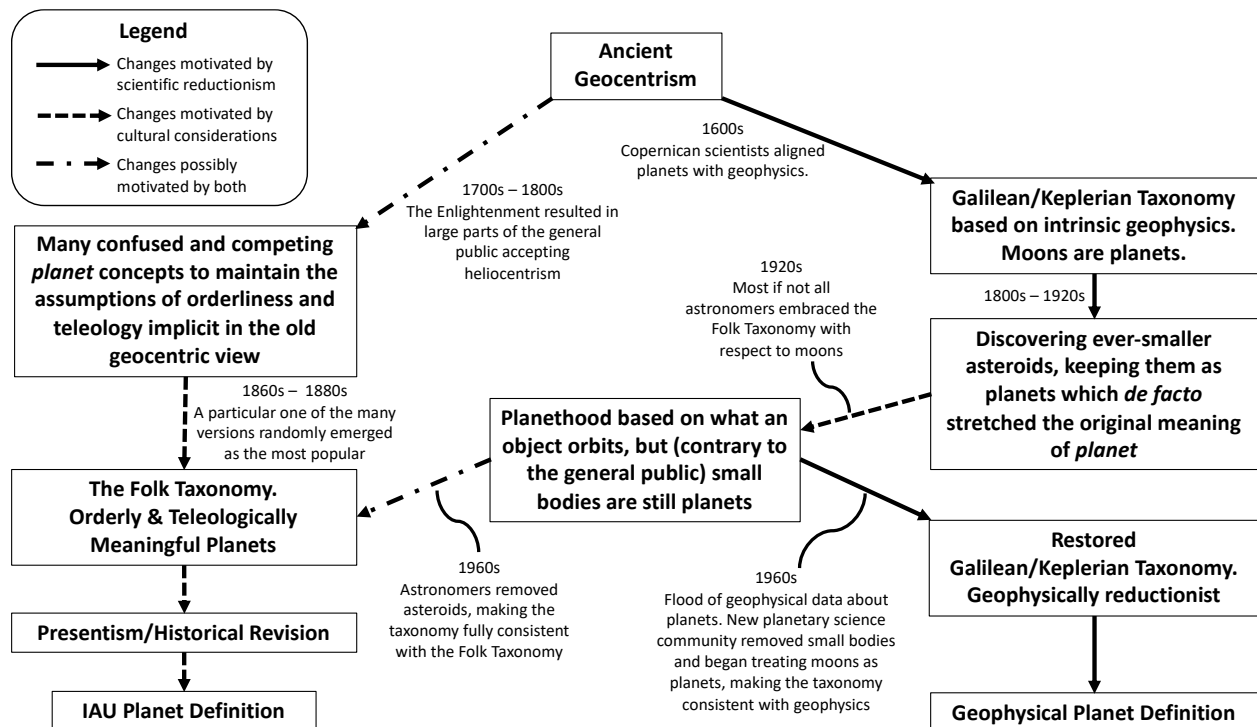 Legend
Changes motivated by
scientific reductionism
Changes motivated by
cultural considerations
Changes possibly
motivated by both
Ancient
Geocentrism
1600s
Copernican scientists aligned
planets with geophysics.
1700s – 1800s
The Enlightenment resulted in
large parts of the general
public accepting
heliocentrism
Galilean/Keplerian Taxonomy
based on intrinsic geophysics.
Moons are planets.
Many confused and competing
planet concepts to maintain the
assumptions of orderliness and
teleology implicit in the old
geocentric view
1920s
Most if not all
astronomers embraced the
Folk Taxonomy with
respect to moons
1800s – 1920s
Discovering ever-smaller
asteroids, keeping them as
planets which de facto
stretched the original meaning
of planet
1860s – 1880s
A particular one of the many
versions randomly emerged
as the most popular
Planethood based on what an
object orbits, but (contrary to
the general public) small
bodies are still planets
The Folk Taxonomy.
Orderly & Teleologically
Meaningful Planets
1960s
Astronomers removed
asteroids, making the
taxonomy fully consistent
with the Folk Taxonomy
1960s
Flood of geophysical data about
planets. New planetary science
community removed small bodies
and began treating moons as
planets, making the taxonomy
consistent with geophysics
Restored
Galilean/Keplerian Taxonomy.
Geophysically reductionist
Presentism/Historical Revision
IAU Planet Definition
Geophysical Planet Definition